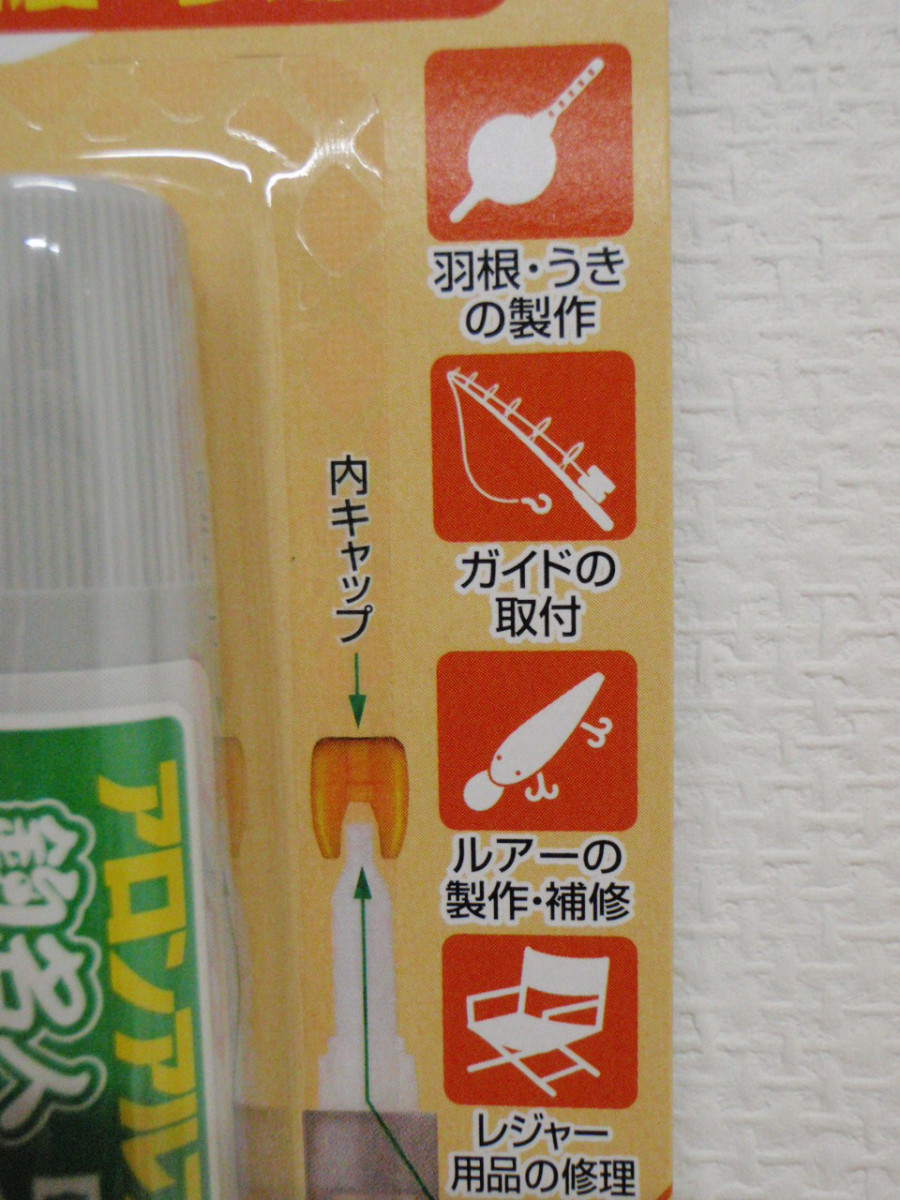 羽根・うき
の製作
ガイドの
取付
内キャップ
ルアーの
製作・補修
レジャー
用品の修理
アロンアル
釣名人